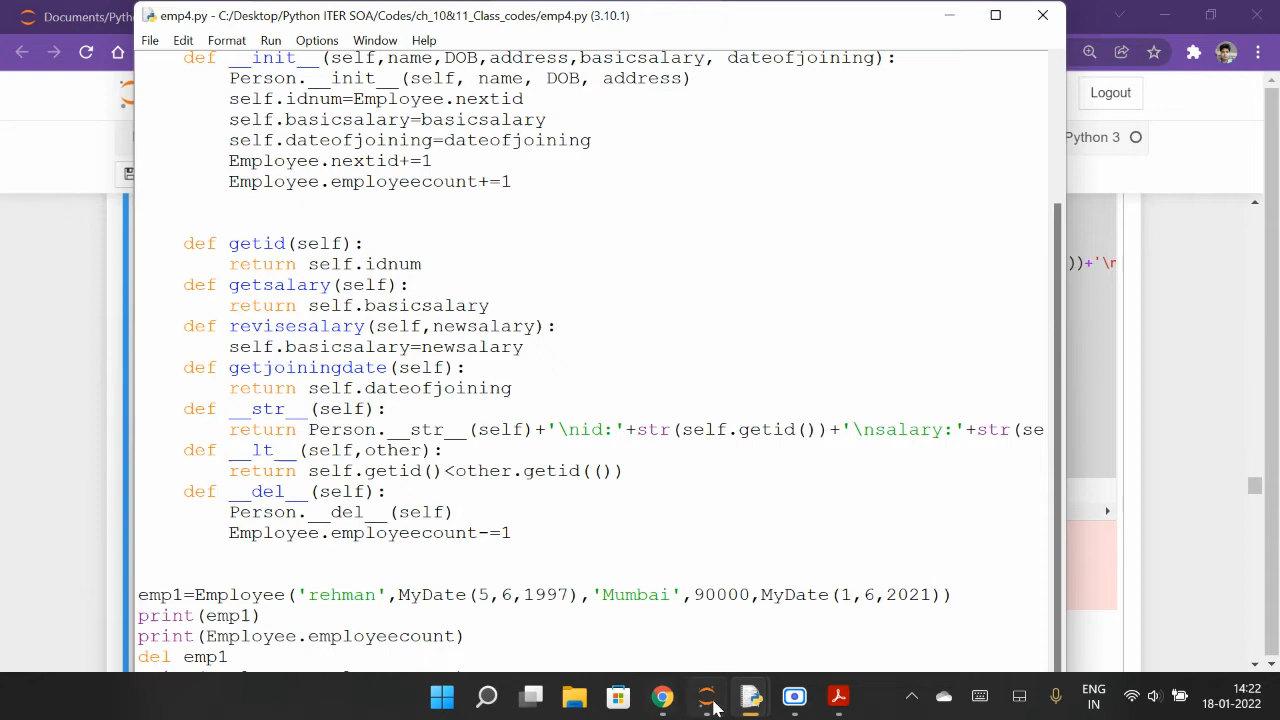 Documents/Pyth
emp4.py - C:/Desktop/Python ITER SOA/Codes/ch_10&11_Class_codes/emp4.py (3.10.1)
File Edit Format Run Options Window Help
Logout
Python 3
def __init__(self,name,DOB,address,basicsalary, dateofjoining):
Person.__init__(self, name, DOB, address)
self.idnum=Employee.nextid
self.basicsalary=basicsalary
self.dateofjoining=dateofjoining
Employee.nextid+=1
Employee.employeecount+=1
def getid(self):
return self.idnum
def getsalary(self):
return self.basicsalary
def revisesalary(self,newsalary):
self.basicsalary=newsalary
def getjoiningdate(self):
return self.dateofjoining
def __str__(self):
return Person.__str__(self)+'\nid:'+str(self.getid())+'\nsalary:'+str(se
def __lt__(self,other):
return self.getid()<other.getid(())
def __del__(self):
Person.__del__(self)
Employee.employeecount-=1
emp1=Employee('rehman',MyDate(5,6,1997),'Mumbai',90000,MyDate(1,6,2021))
print(emp1)
print(Employee.employeecount)
del emp1
))+'\n
ENG
IN
14:22
18-01-2022